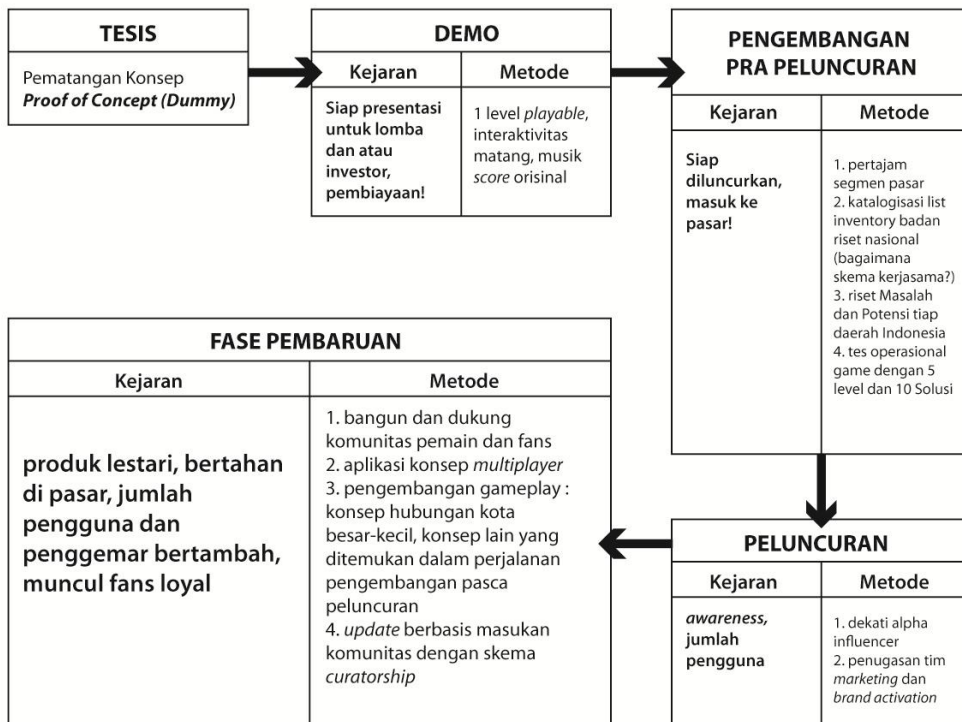 TESIS
Pematangan Konsep
Proof of Concept (Dummy)
DEMO
Kejaran
Metode
Siap presentasi
untuk lomba
dan atau
investor,
pembiayaan!
1 level playable,
interaktivitas
matang, musik
score orisinal
PENGEMBANGAN
PRA PELUNCURAN
Kejaran
Metode
Siap
diluncurkan,
masuk ke
pasar!
1. pertajam
segmen pasar
2. katalogisasi list
inventory badan
riset nasional
(bagaimana
skema kerjasama?)
3. riset Masalah
dan Potensi tiap
daerah Indonesia
4. tes operasional
game dengan 5
level dan 10 Solusi
PELUNCURAN
Kejaran
Metode
awareness,
jumlah
pengguna
1. dekati alpha
influencer
2. penugasan tim
marketing dan
brand activation
FASE PEMBARUAN
Kejaran
Metode
produk lestari, bertahan
di pasar, jumlah
pengguna dan
penggemar bertambah,
muncul fans loyal
1. bangun dan dukung
komunitas pemain dan fans
2. aplikasi konsep multiplayer
3. pengembangan gameplay :
konsep hubungan kota
besar-kecil, konsep lain yang
ditemukan dalam perjalanan
pengembangan pasca
peluncuran
4. update berbasis masukan
komunitas dengan skema
curatorship